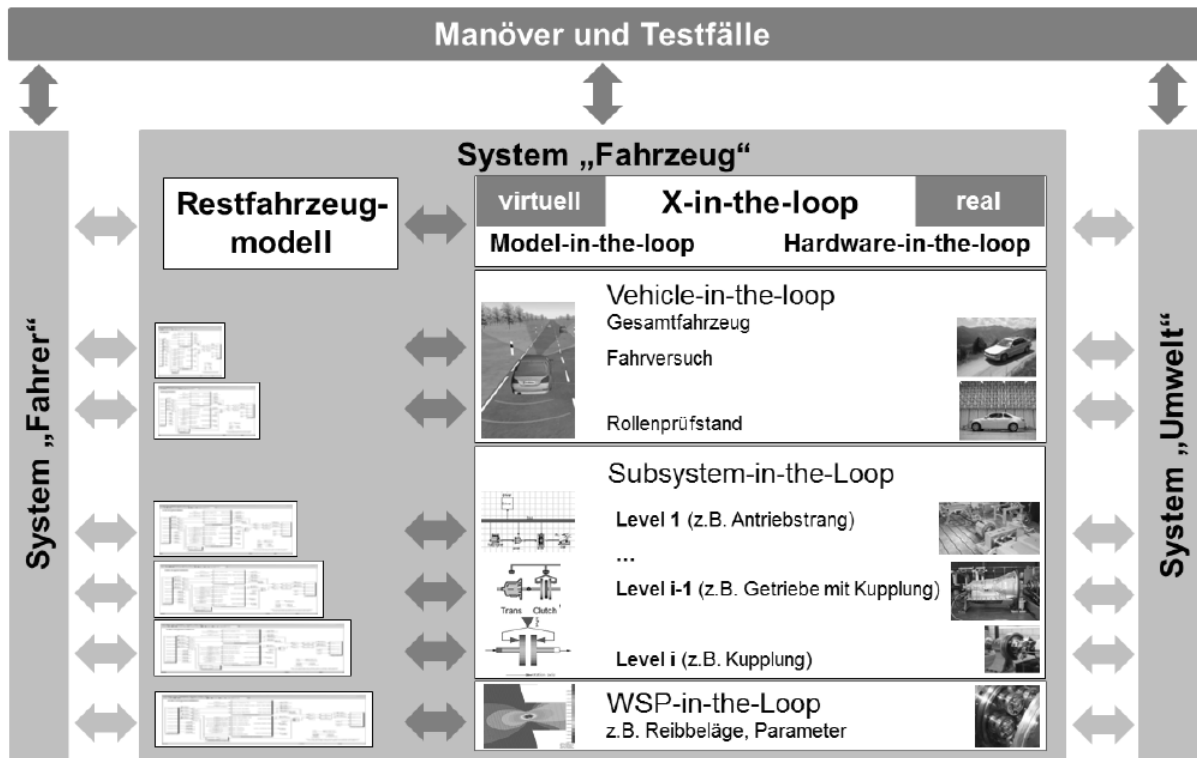 Manöver und Testfälle
System „Fahrer“
System „Fahrzeug“
System „Umwelt“
Restfahrzeug-
modell
virtuell
X-in-the-loop
real
Model-in-the-loop
Hardware-in-the-loop
Vehicle-in-the-loop
Gesamtfahrzeug
Fahrversuch
Rollenprüfstand
Subsystem-in-the-Loop
Level 1 (z.B. Antriebstrang)
...
Level i-1 (z.B. Getriebe mit Kupplung)
Trans Clutch
Level i (z.B. Kupplung)
WSP-in-the-Loop
z.B. Reibbeläge, Parameter